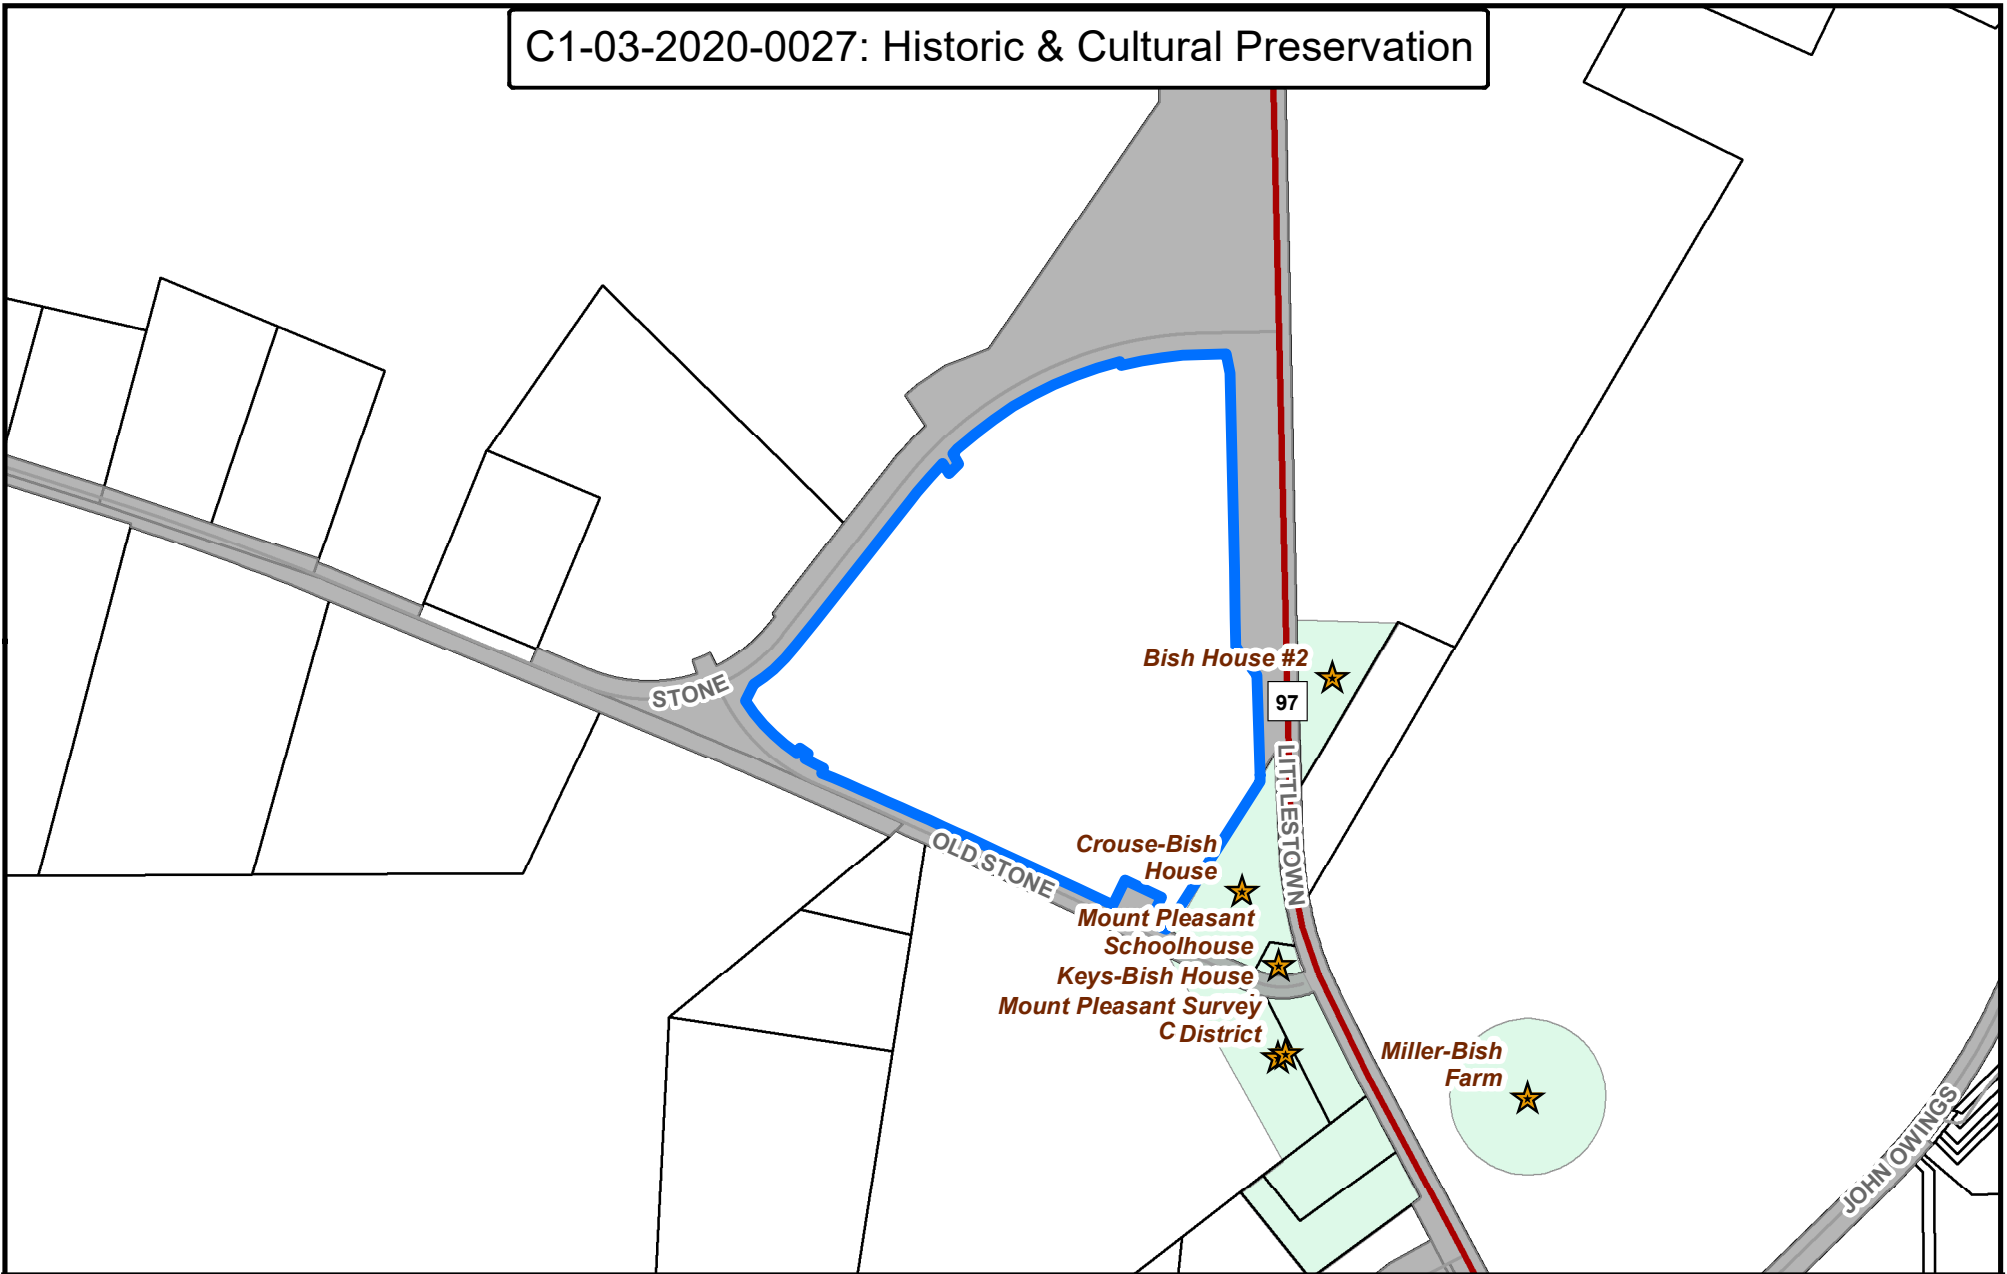 C1-03-2020-0027: Historic & Cultural Preservation
Bish House #2
97
STONE
LITTLESTOWN
OLD STONE
Crouse-Bish
House
Mount Pleasant
Schoolhouse
Keys-Bish House
Mount Pleasant Survey
C District
Miller-Bish
Farm
JOHN OWINGS